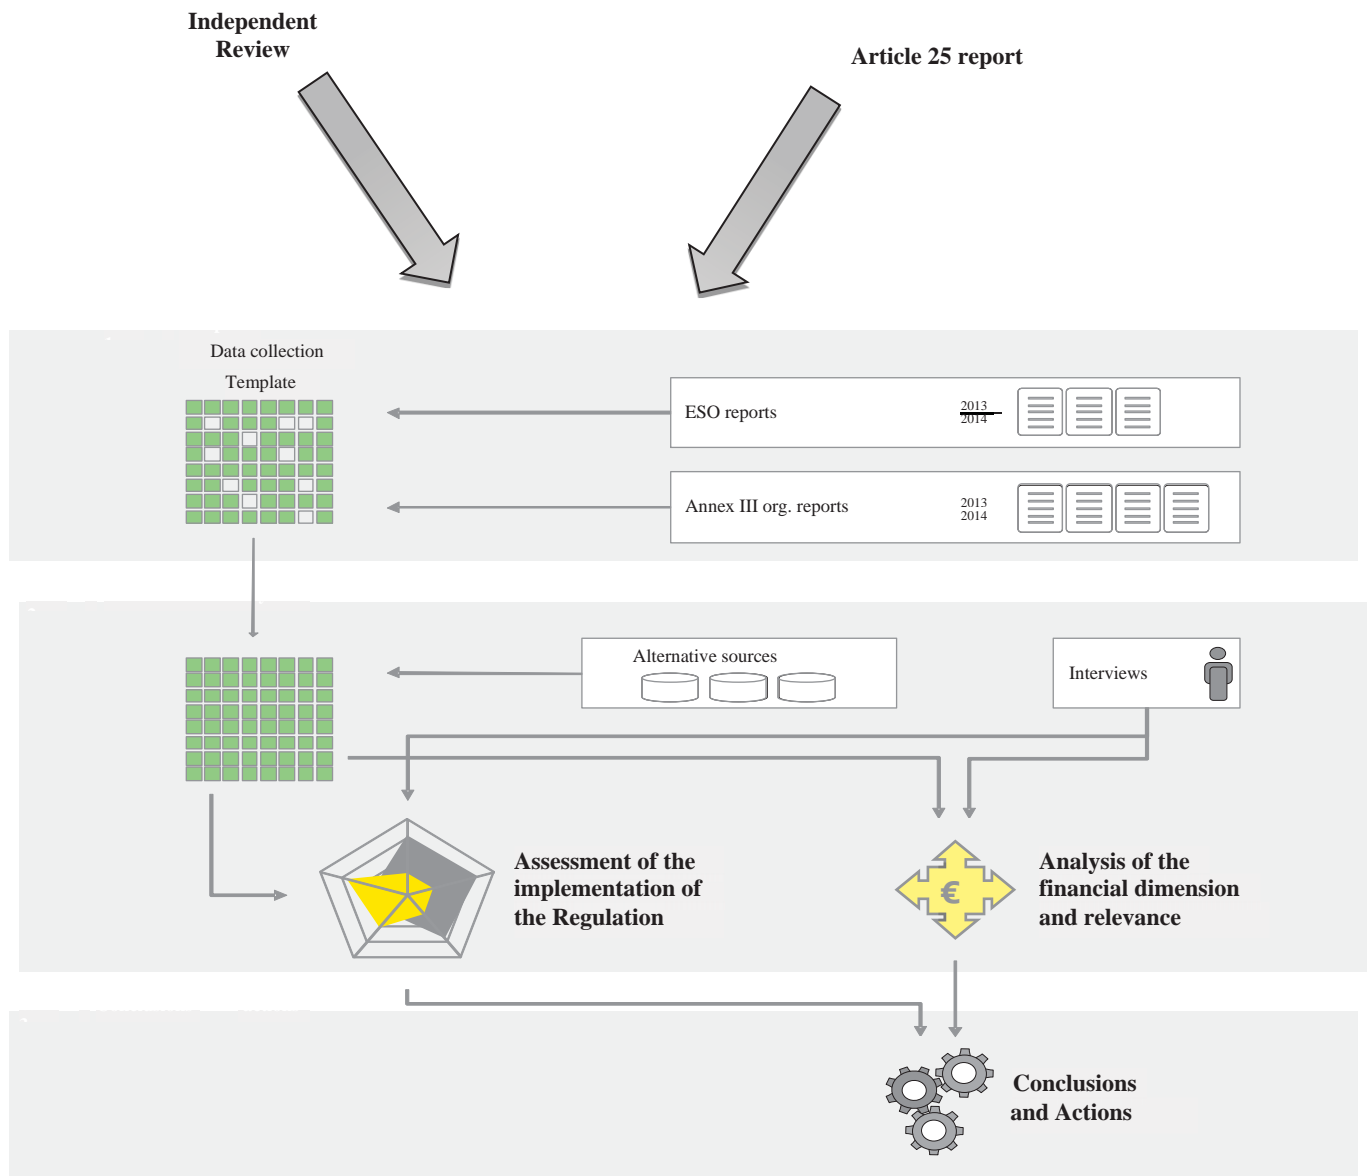 Independent
Review
Article 25 report
Data collection
Template
ESO reports
2013
2014
Annex III org. reports
2013
2014
Alternative sources
Interviews
Assessment of the
implementation of
the Regulation
€
Analysis of the
financial dimension
and relevance
Conclusions
and Actions